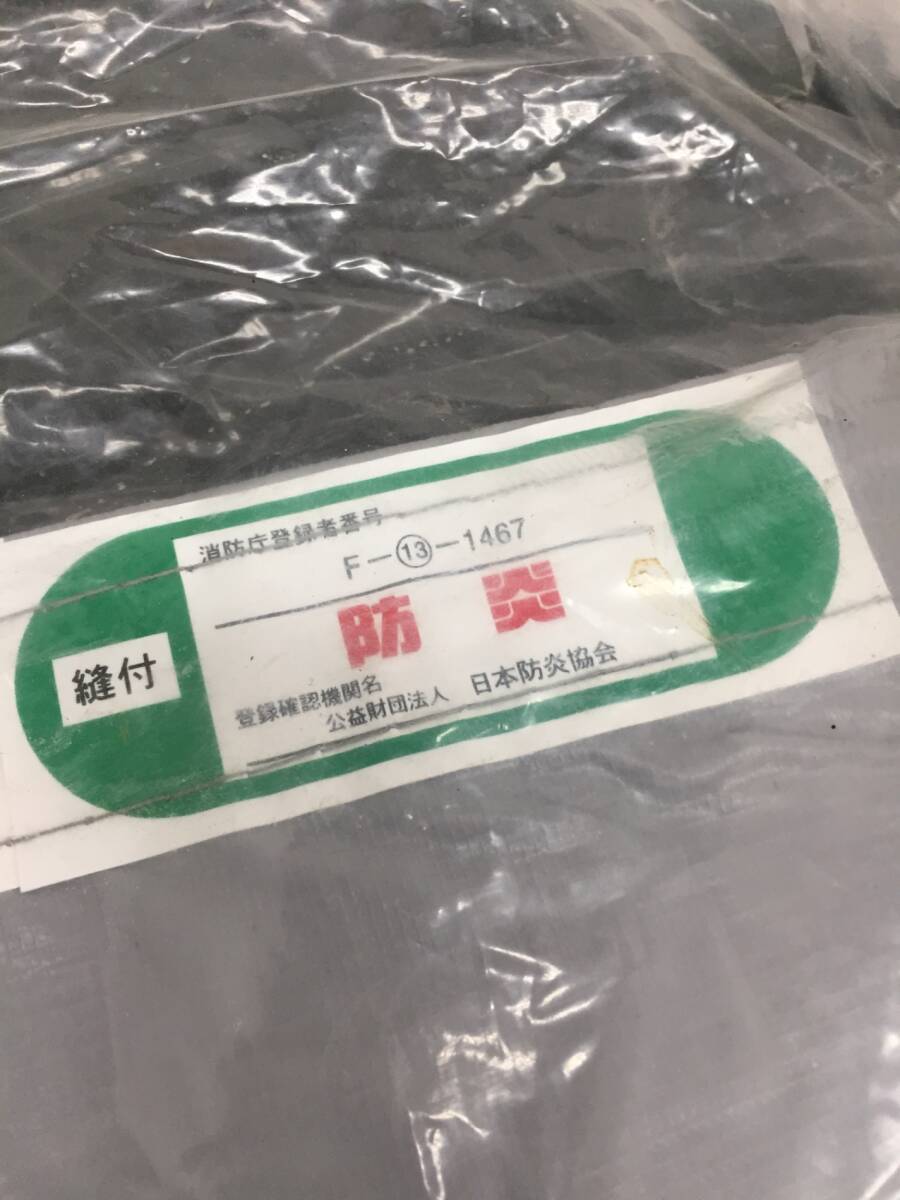 消防庁登録者番号
F－⑬－1467
防炎
縫付
登録確認機関名
公益財団法人 日本防炎協会